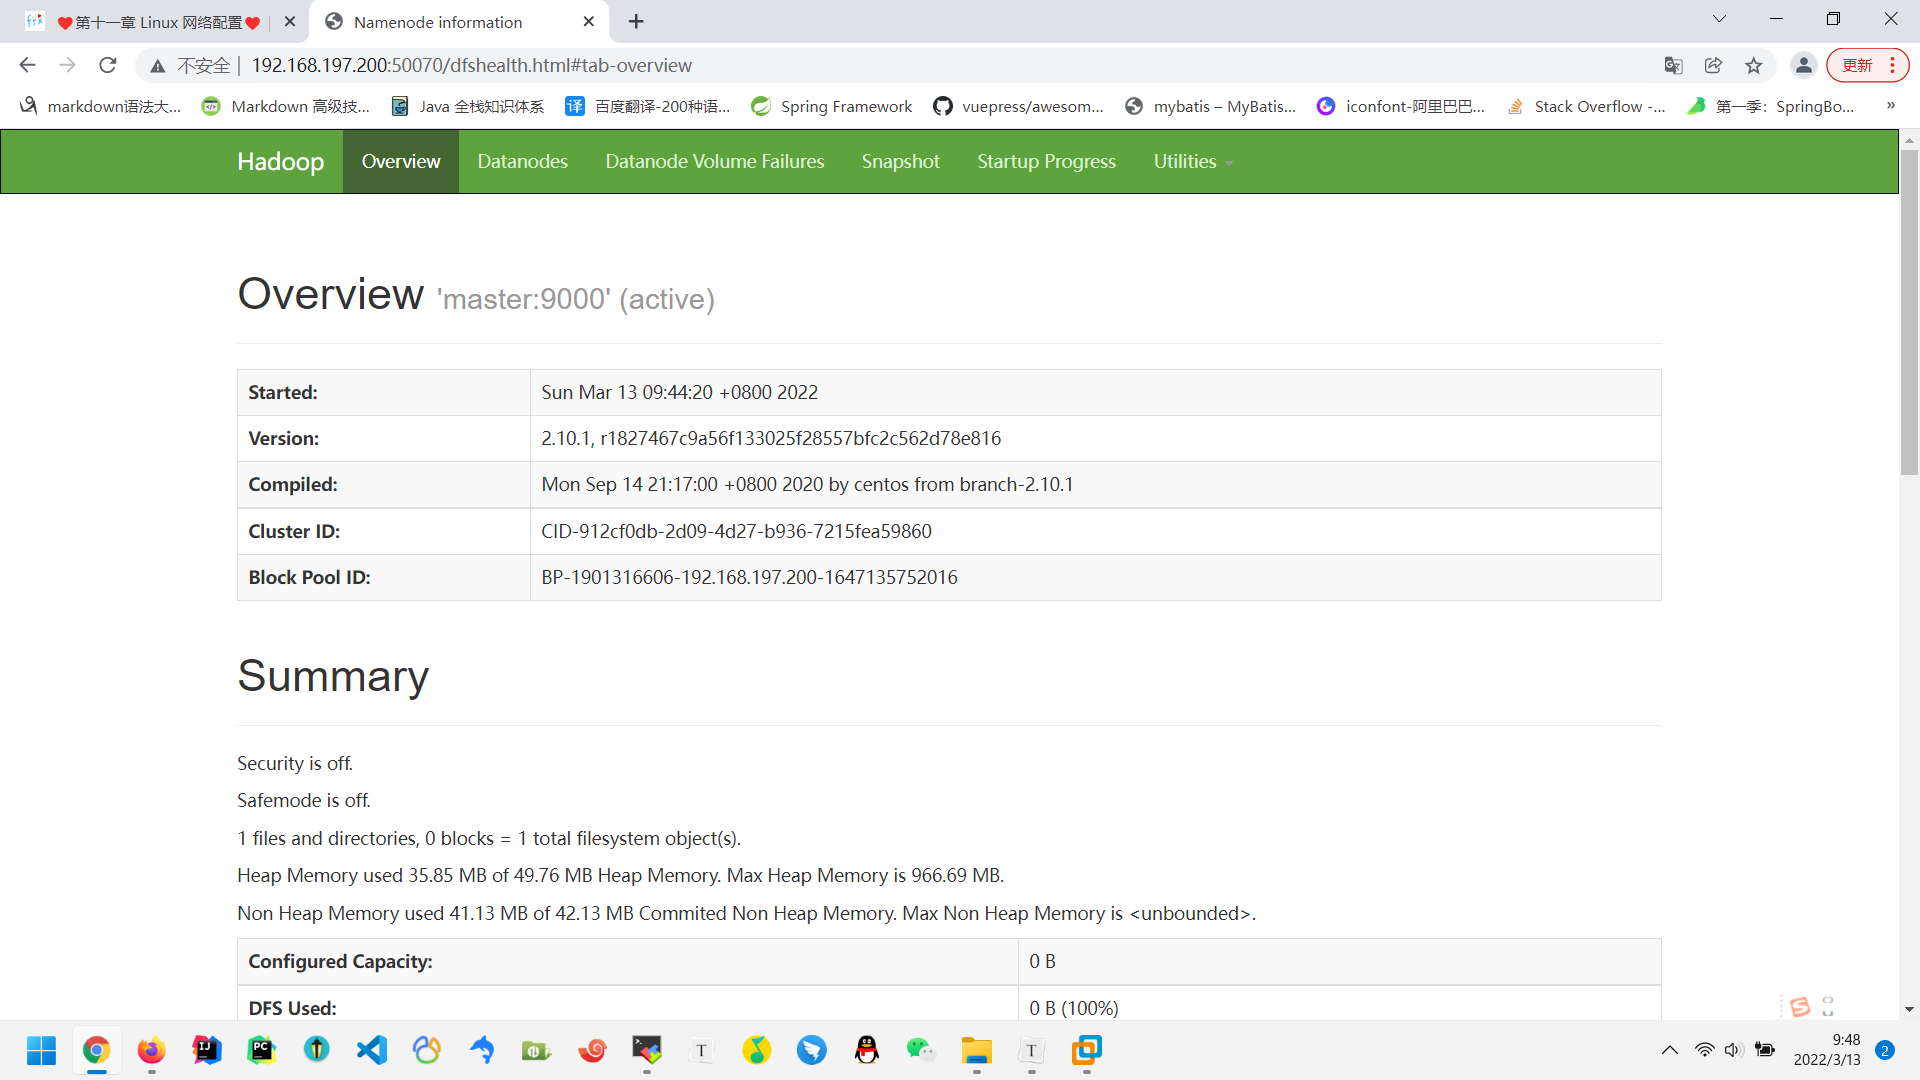 ❤️第十一章 Linux 网络配置❤️
Namenode information
不安全 | 192.168.197.200:50070/dfshealth.html#tab-overview
更新
markdown语法大... Markdown 高级技... Java 全栈知识体系 百度翻译-200种语... Spring Framework vuepress/awesom... mybatis – MyBatis... iconfont-阿里巴巴... Stack Overflow -... 第一季：SpringBo... »
Hadoop Overview Datanodes Datanode Volume Failures Snapshot Startup Progress Utilities
Overview 'master:9000' (active)
Started: Sun Mar 13 09:44:20 +0800 2022
Version: 2.10.1, r1827467c9a56f133025f28557bfc2c562d78e816
Compiled: Mon Sep 14 21:17:00 +0800 2020 by centos from branch-2.10.1
Cluster ID: CID-912cf0db-2d09-4d27-b936-7215fea59860
Block Pool ID: BP-1901316606-192.168.197.200-1647135752016
Summary
Security is off.
Safemode is off.
1 files and directories, 0 blocks = 1 total filesystem object(s).
Heap Memory used 35.85 MB of 49.76 MB Heap Memory. Max Heap Memory is 966.69 MB.
Non Heap Memory used 41.13 MB of 42.13 MB Commited Non Heap Memory. Max Non Heap Memory is <unbounded>.
Configured Capacity: 0 B
DFS Used: 0 B (100%)
9:48
2022/3/13
2